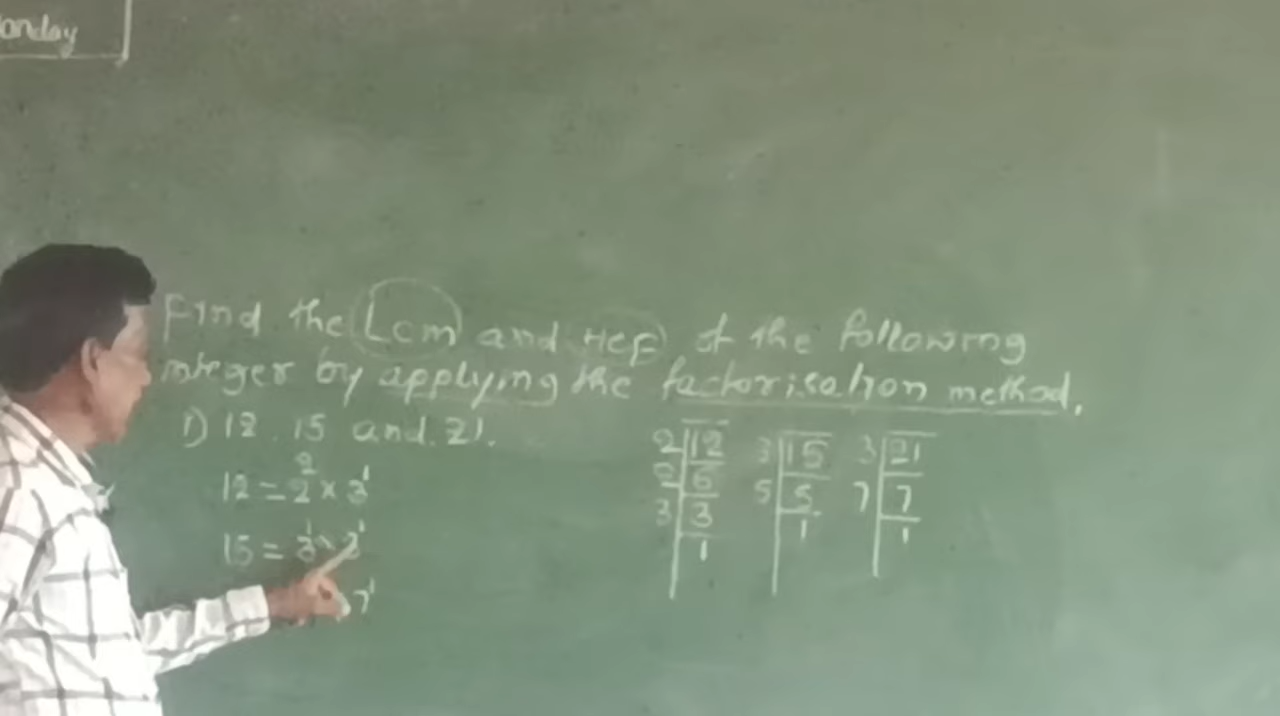 onday
Find the Lcm and HCF of the following
integer by applying the factorisation method.
1) 12, 15 and 21.
12 = 2² × 3¹
15 = 3¹ ×
7¹
2|12
2|6
3|3
1
3|15
5|5
1
3|21
7|7
1